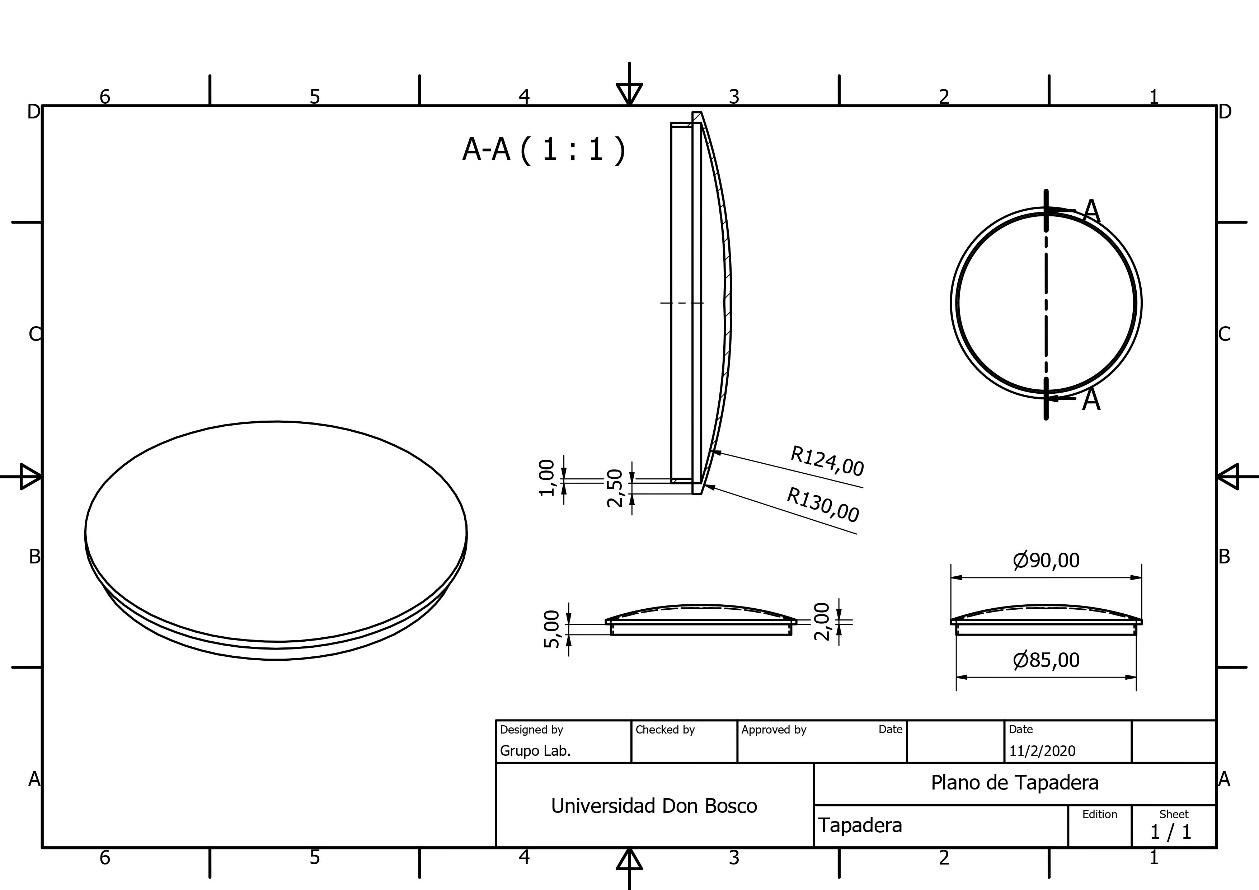 6 5 4 3 2 1
D D
A-A ( 1 : 1 )
A
C C
A
R124,00
1,00
2,50
R130,00
B B
Ø90,00
5,00
2,00
Ø85,00
Designed by Checked by Approved by Date Date
Grupo Lab. 11/2/2020
A A
Universidad Don Bosco
Plano de Tapadera
Tapadera
Edition Sheet
1 / 1
6 5 4 3 2 1